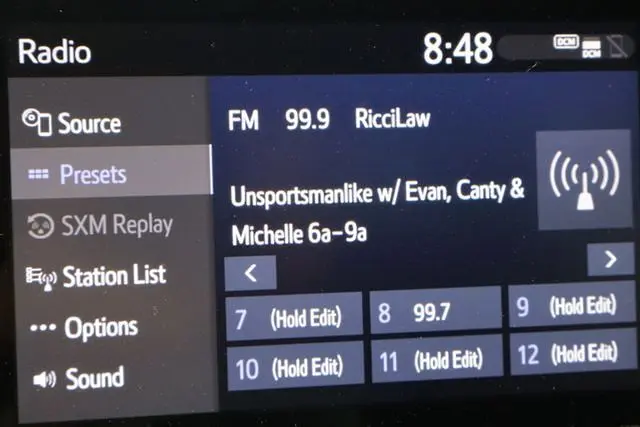 Radio
8:48
DCM
DCM
Source
Presets
SXM Replay
Station List
Options
Sound
FM 99.9 RicciLaw
Unsportsmanlike w/ Evan, Canty &
Michelle 6a-9a
<
>
7 (Hold Edit)
8 99.7
9 (Hold Edit)
10 (Hold Edit)
11 (Hold Edit)
12 (Hold Edit)